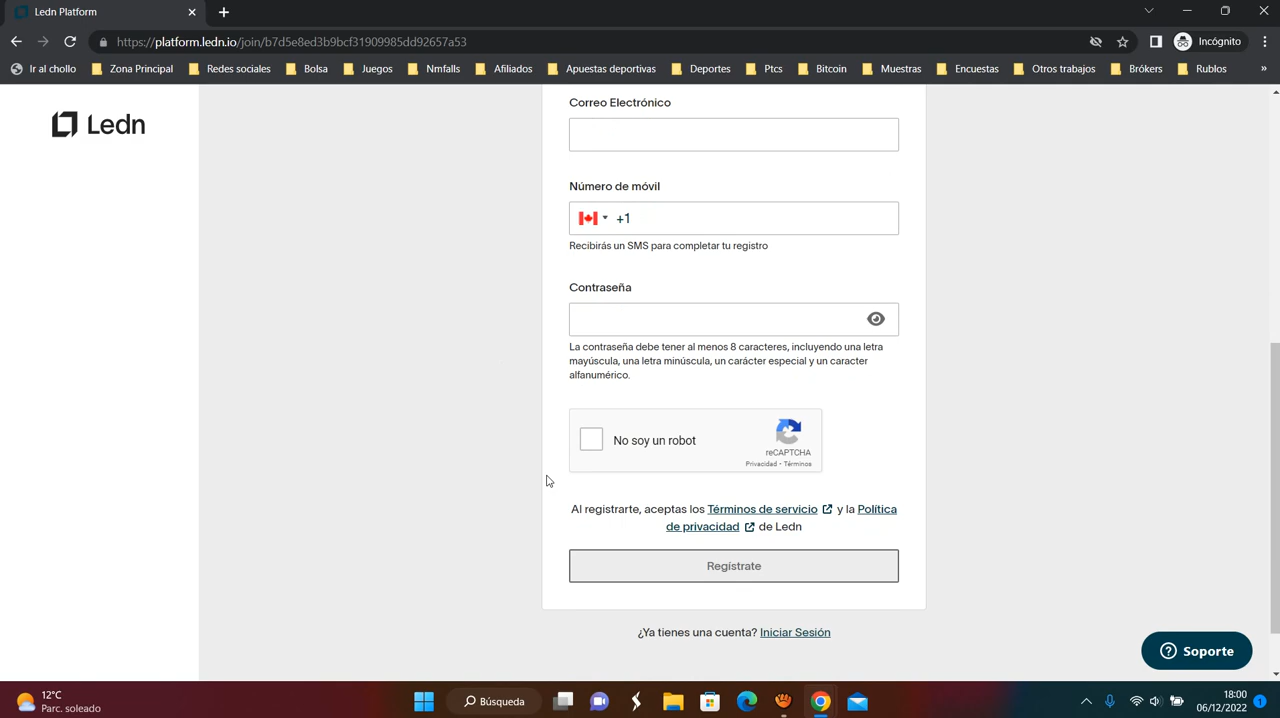 Ledn Platform
https://platform.ledn.io/join/b7d5e8ed3b9bcf31909985dd92657a53
Incógnito
Ir al chollo Zona Principal Redes sociales Bolsa Juegos Nmfalls Afiliados Apuestas deportivas Deportes Ptcs Bitcoin Muestras Encuestas Otros trabajos Brókers Rublos »
Ledn
Correo Electrónico
Número de móvil
+1
Recibirás un SMS para completar tu registro
Contraseña
La contraseña debe tener al menos 8 caracteres, incluyendo una letra
mayúscula, una letra minúscula, un carácter especial y un caracter
alfanumérico.
No soy un robot
reCAPTCHA
Privacidad - Términos
Al registrarte, aceptas los Términos de servicio y la Política
de privacidad de Ledn
Regístrate
¿Ya tienes una cuenta? Iniciar Sesión
Soporte
12°C
Parc. soleado
Búsqueda
18:00
06/12/2022
1